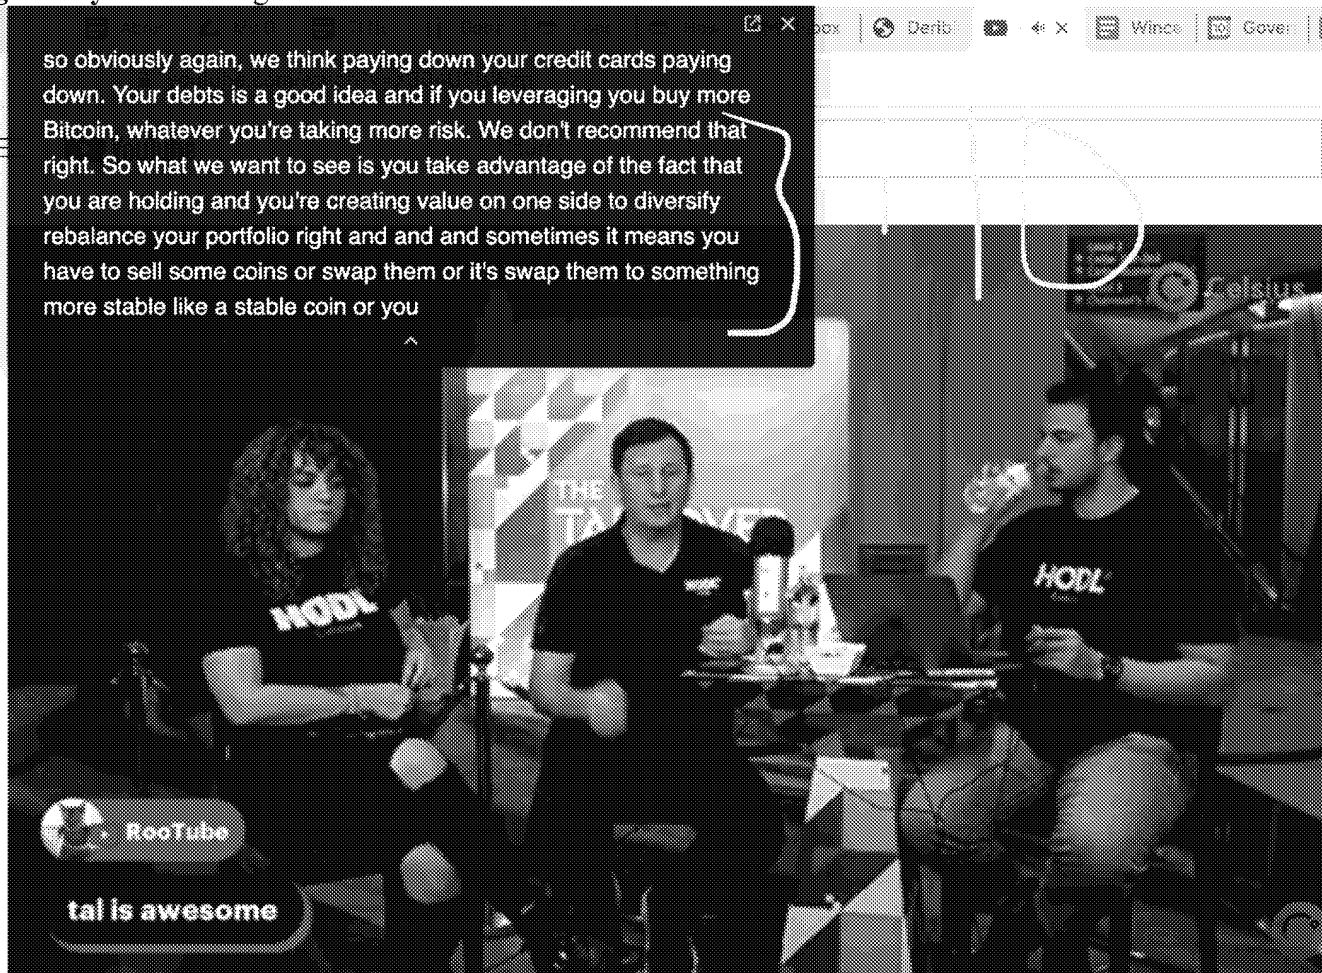 Derib
Wince
Gover
so obviously again, we think paying down your credit cards paying
down. Your debts is a good idea and if you leveraging you buy more
Bitcoin, whatever you're taking more risk. We don't recommend that
right. So what we want to see is you take advantage of the fact that
you are holding and you're creating value on one side to diversify
rebalance your portfolio right and and and sometimes it means you
have to sell some coins or swap them or it's swap them to something
more stable like a stable coin or you
Celsius
THE
HODL
HODL
RooTube
tal is awesome